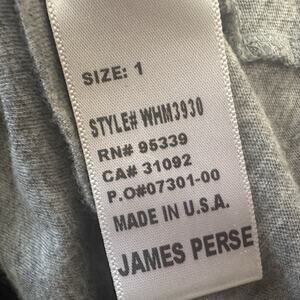 SIZE: 1
STYLE# WHM3930
RN# 95339
CA# 31092
P.O#07301-00
MADE IN U.S.A.
JAMES PERSE